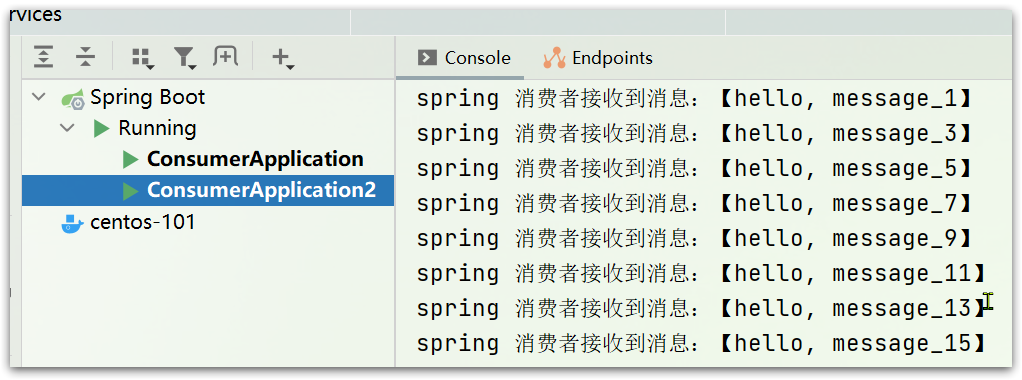 rvices
Spring Boot
Running
ConsumerApplication
ConsumerApplication2
centos-101
Console Endpoints
spring 消费者接收到消息：【hello, message_1】
spring 消费者接收到消息：【hello, message_3】
spring 消费者接收到消息：【hello, message_5】
spring 消费者接收到消息：【hello, message_7】
spring 消费者接收到消息：【hello, message_9】
spring 消费者接收到消息：【hello, message_11】
spring 消费者接收到消息：【hello, message_13】
spring 消费者接收到消息：【hello, message_15】